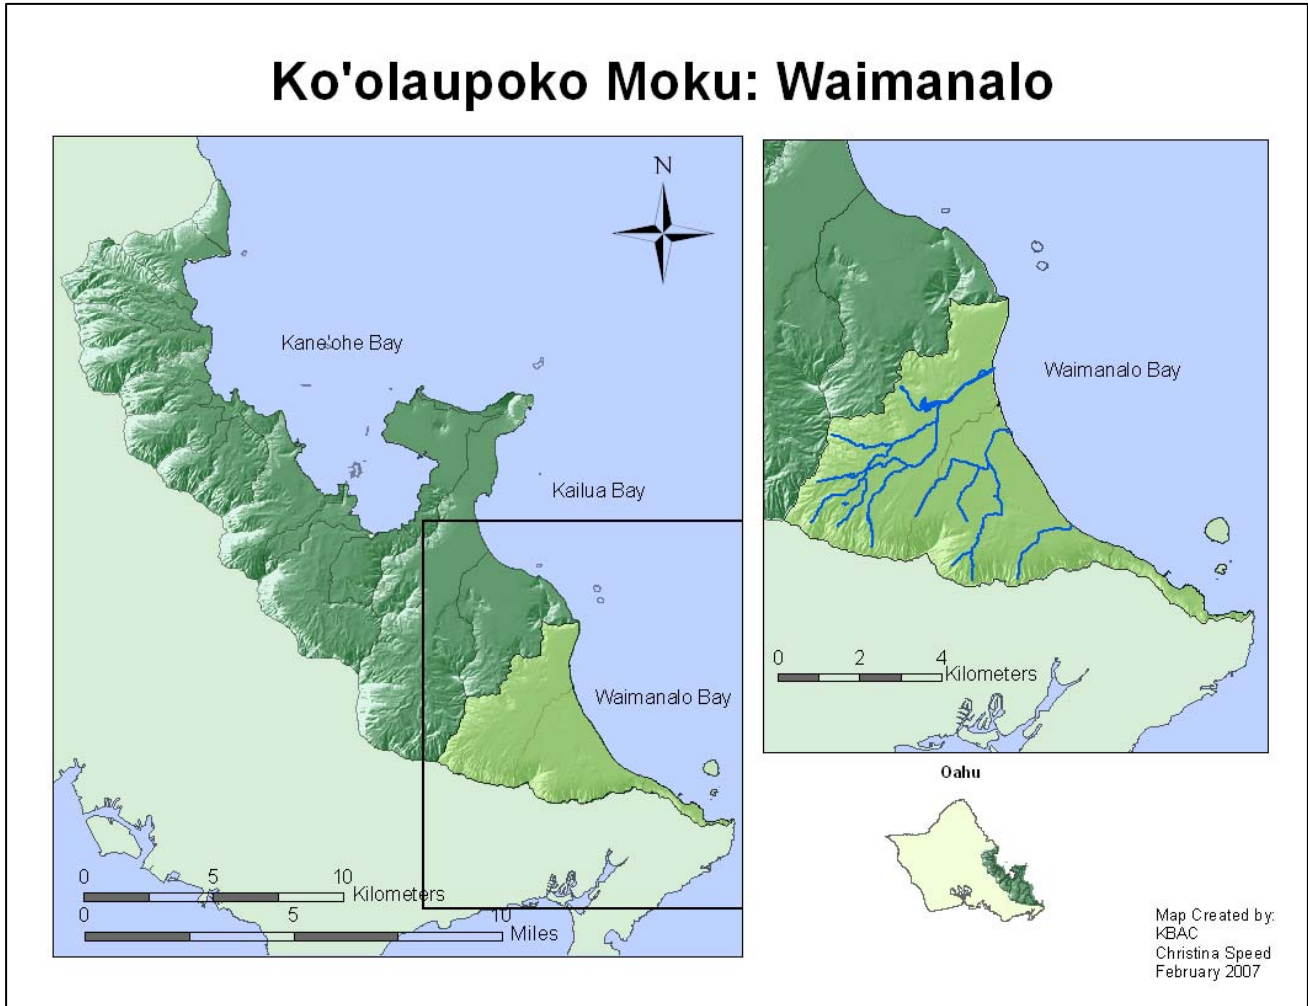 Ko'olaupoko Moku: Waimanalo
N
Kane'ohe Bay
Kailua Bay
Waimanalo Bay
0 5 10
Kilometers
0 5 10
Miles
Waimanalo Bay
0 2 4
Kilometers
Oahu
Map Created by:
KBAC
Christina Speed
February 2007